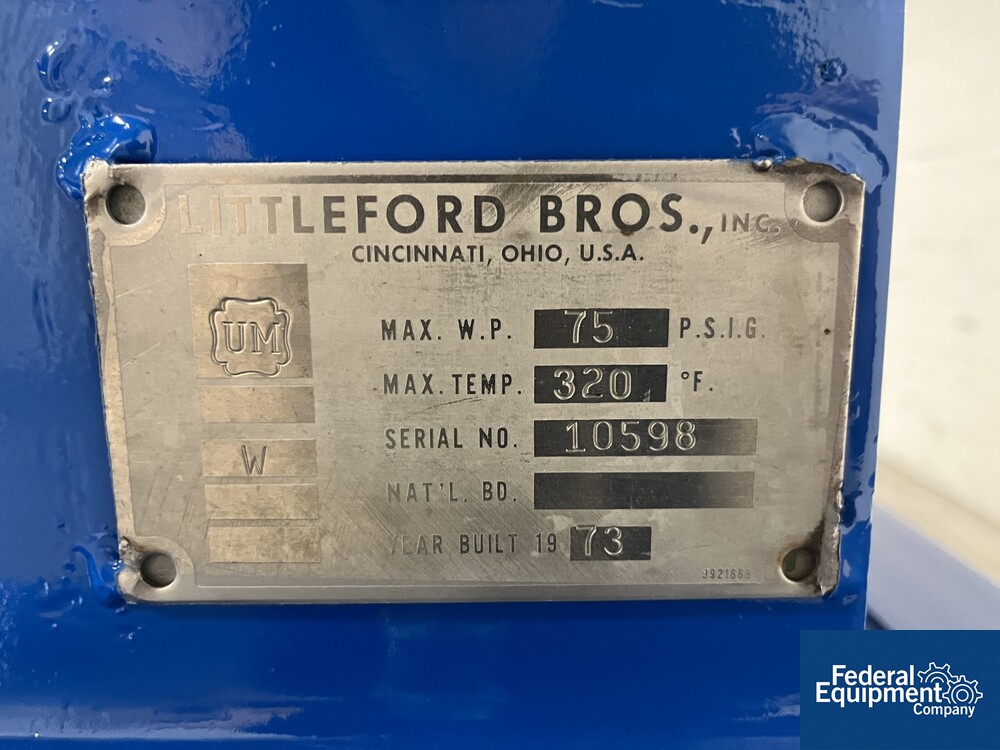 LITTLEFORD BROS., INC.
CINCINNATI, OHIO, U.S.A.
UM
MAX. W.P. 75 P.S.I.G.
MAX. TEMP. 320 °F.
W
SERIAL NO. 10598
NAT'L. BD.
YEAR BUILT 19 73
Federal
Equipment
Company